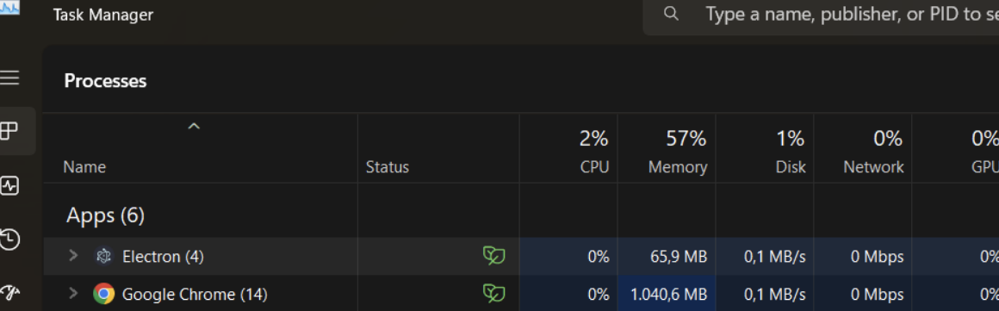 Task Manager
Type a name, publisher, or PID to se
Processes
2% 57% 1% 0% 0%
Name Status CPU Memory Disk Network GPU
Apps (6)
Electron (4) 0% 65,9 MB 0,1 MB/s 0 Mbps 0%
Google Chrome (14) 0% 1.040,6 MB 0,1 MB/s 0 Mbps 0%